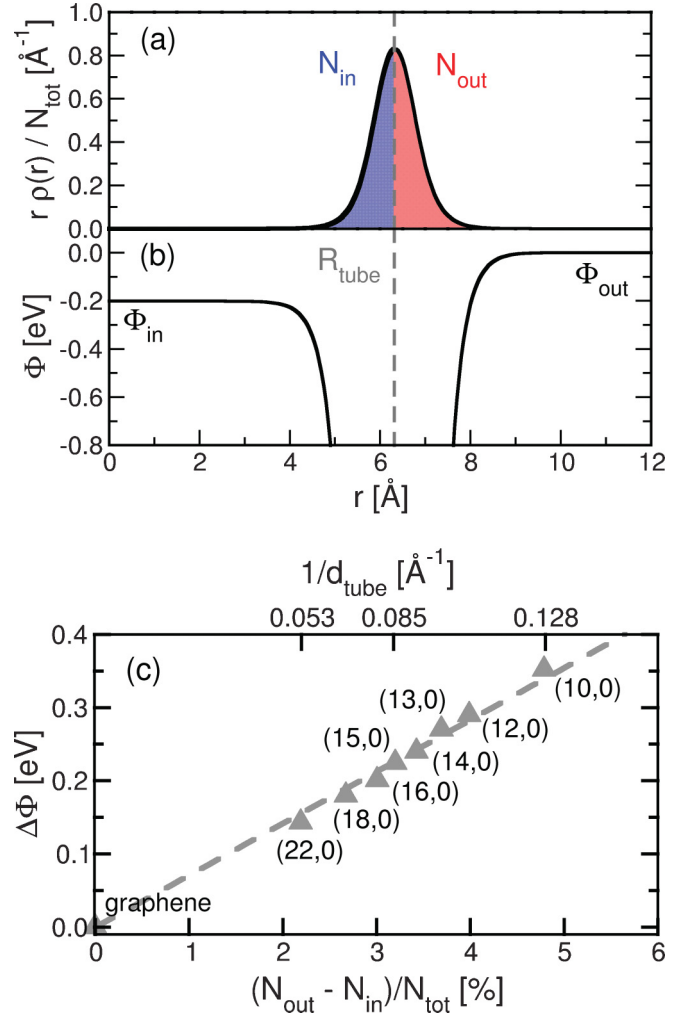 (a)
N_in
N_out
r ρ(r) / N_tot [Å⁻¹]
1.0
0.8
0.6
0.4
0.2
0.0
(b)
R_tube
Φ_out
Φ_in
Φ [eV]
0.0
-0.2
-0.4
-0.6
-0.8
0 2 4 6 8 10 12
r [Å]
1/d_tube [Å⁻¹]
0.053 0.085 0.128
(c)
ΔΦ [eV]
0.4
0.3
0.2
0.1
0.0
(13,0)
(10,0)
(15,0)
(12,0)
(14,0)
(16,0)
(18,0)
(22,0)
graphene
0 1 2 3 4 5 6
(N_out - N_in)/N_tot [%]